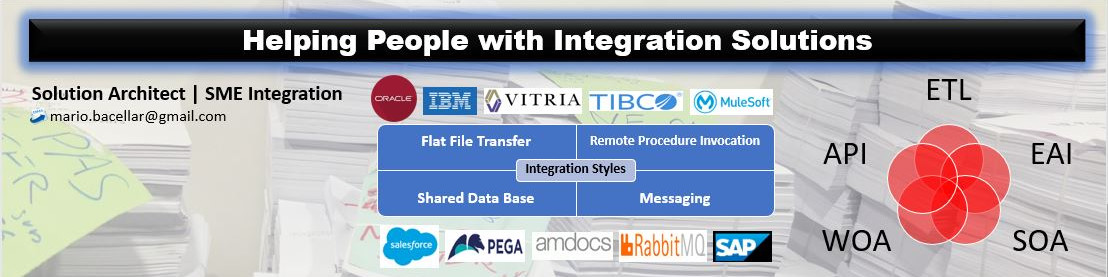 Helping People with Integration Solutions
Solution Architect | SME Integration
mario.bacellar@gmail.com
ORACLE
IBM
VITRIA
TIBCO
MuleSoft
Flat File Transfer
Remote Procedure Invocation
Integration Styles
Shared Data Base
Messaging
salesforce
PEGA
amdocs
RabbitMQ
SAP
ETL
API
EAI
WOA
SOA